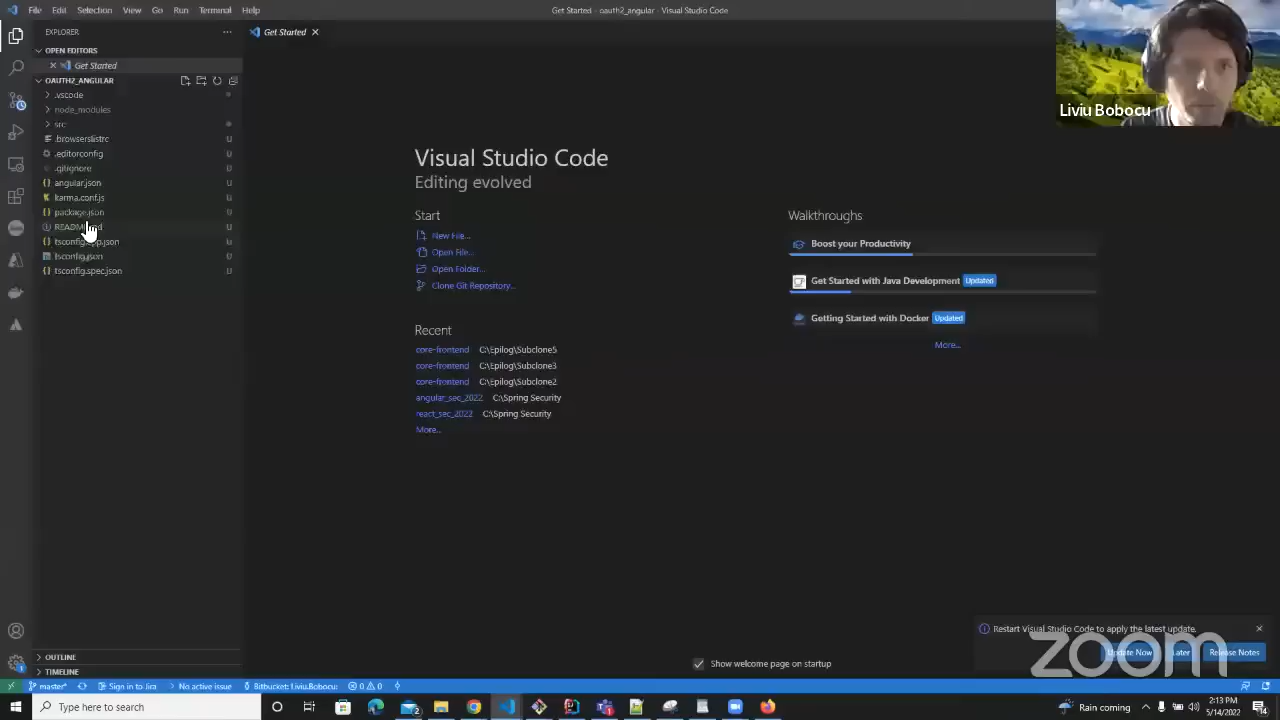 File Edit Selection View Go Run Terminal Help
Get Started - oauth2_angular - Visual Studio Code
EXPLORER
Get Started
OPEN EDITORS
Get Started
OAUTH2_ANGULAR
.vscode
node_modules
src
.browserslistrc U
.editorconfig U
.gitignore U
angular.json U
karma.conf.js U
package.json U
U
U
tsconfig.json U
tsconfig.spec.json U
Liviu Bobocu
Visual Studio Code
Editing evolved
Start
New File...
Open File...
Open Folder...
Clone Git Repository...
Recent
core-frontend C:\Epilog\Subclone5
core-frontend C:\Epilog\Subclone3
core-frontend C:\Epilog\Subclone2
angular_sec_2022 C:\Spring Security
react_sec_2022 C:\Spring Security
More...
Walkthroughs
Boost your Productivity
Get Started with Java Development Updated
Getting Started with Docker Updated
More...
Restart Visual Studio Code to apply the latest update.
Update Now Later Release Notes
zoom
Show welcome page on startup
OUTLINE
TIMELINE
master* Sign in to Jira No active issue Bitbucket: Liviu.Bobocu: 0 0
Type here to search
Rain coming
2:13 PM
5/14/2022